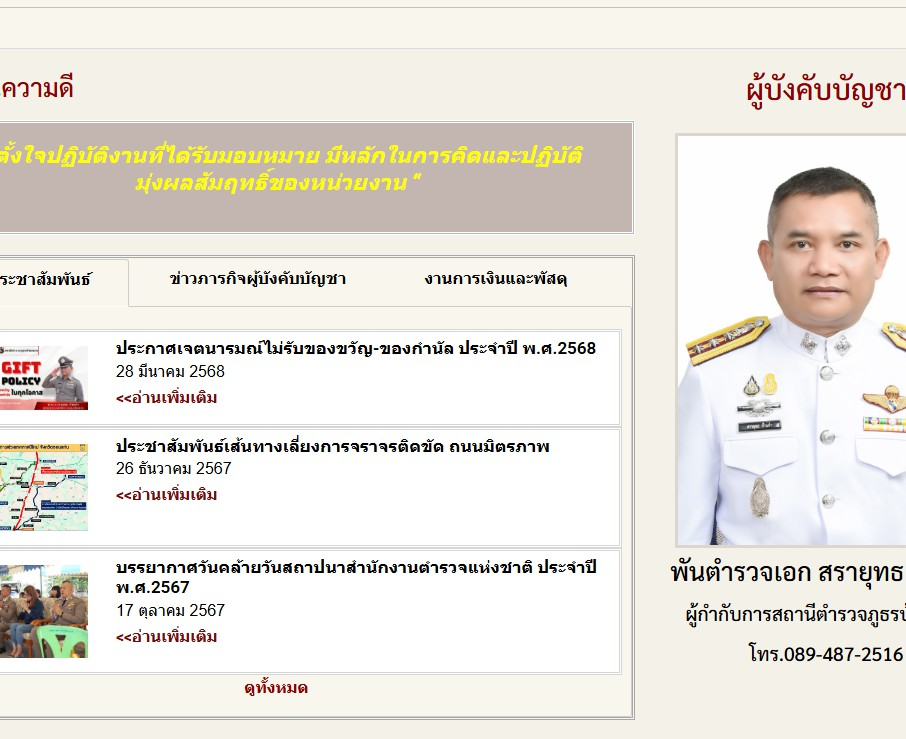 ความดี
ตั้งใจปฏิบัติงานที่ได้รับมอบหมาย มีหลักในการคิดและปฏิบัติ
มุ่งผลสัมฤทธิ์ของหน่วยงาน “
ระชาสัมพันธ์
ข่าวภารกิจผู้บังคับบัญชา
งานการเงินและพัสดุ
GIFT
POLICY
ในทุกโอกาส
ประกาศเจตนารมณ์ไม่รับของขวัญ-ของกำนัล ประจำปี พ.ศ.2568
28 มีนาคม 2568
<<อ่านเพิ่มเติม
ประชาสัมพันธ์เส้นทางเลี่ยงการจราจรติดขัด ถนนมิตรภาพ
26 ธันวาคม 2567
<<อ่านเพิ่มเติม
บรรยากาศวันคล้ายวันสถาปนาสำนักงานตำรวจแห่งชาติ ประจำปี
พ.ศ.2567
17 ตุลาคม 2567
<<อ่านเพิ่มเติม
ดูทั้งหมด
ผู้บังคับบัญชา
พันตำรวจเอก สรายุทธ
ผู้กำกับการสถานีตำรวจภูธร
โทร.089-487-2516